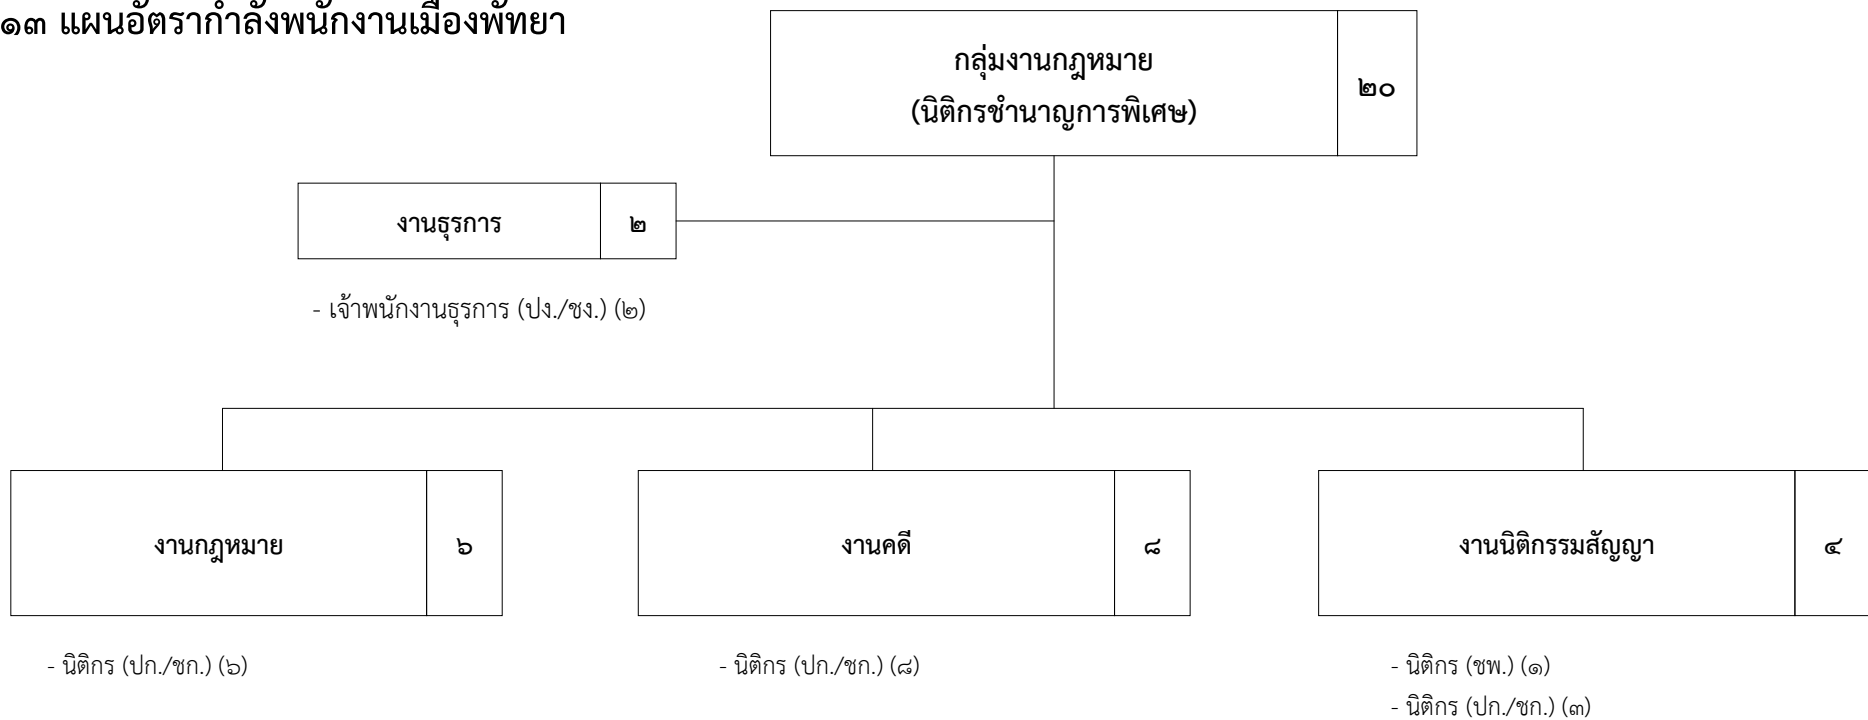 ๑๓ แผนอัตรากำลังพนักงานเมืองพัทยา
กลุ่มงานกฎหมาย
(นิติกรชำนาญการพิเศษ)
๒๐
งานธุรการ
๒
- เจ้าพนักงานธุรการ (ปง./ชง.) (๒)
งานกฎหมาย
๖
งานคดี
๘
งานนิติกรรมสัญญา
๔
- นิติกร (ปก./ชก.) (๖)
- นิติกร (ปก./ชก.) (๘)
- นิติกร (ชพ.) (๑)
- นิติกร (ปก./ชก.) (๓)